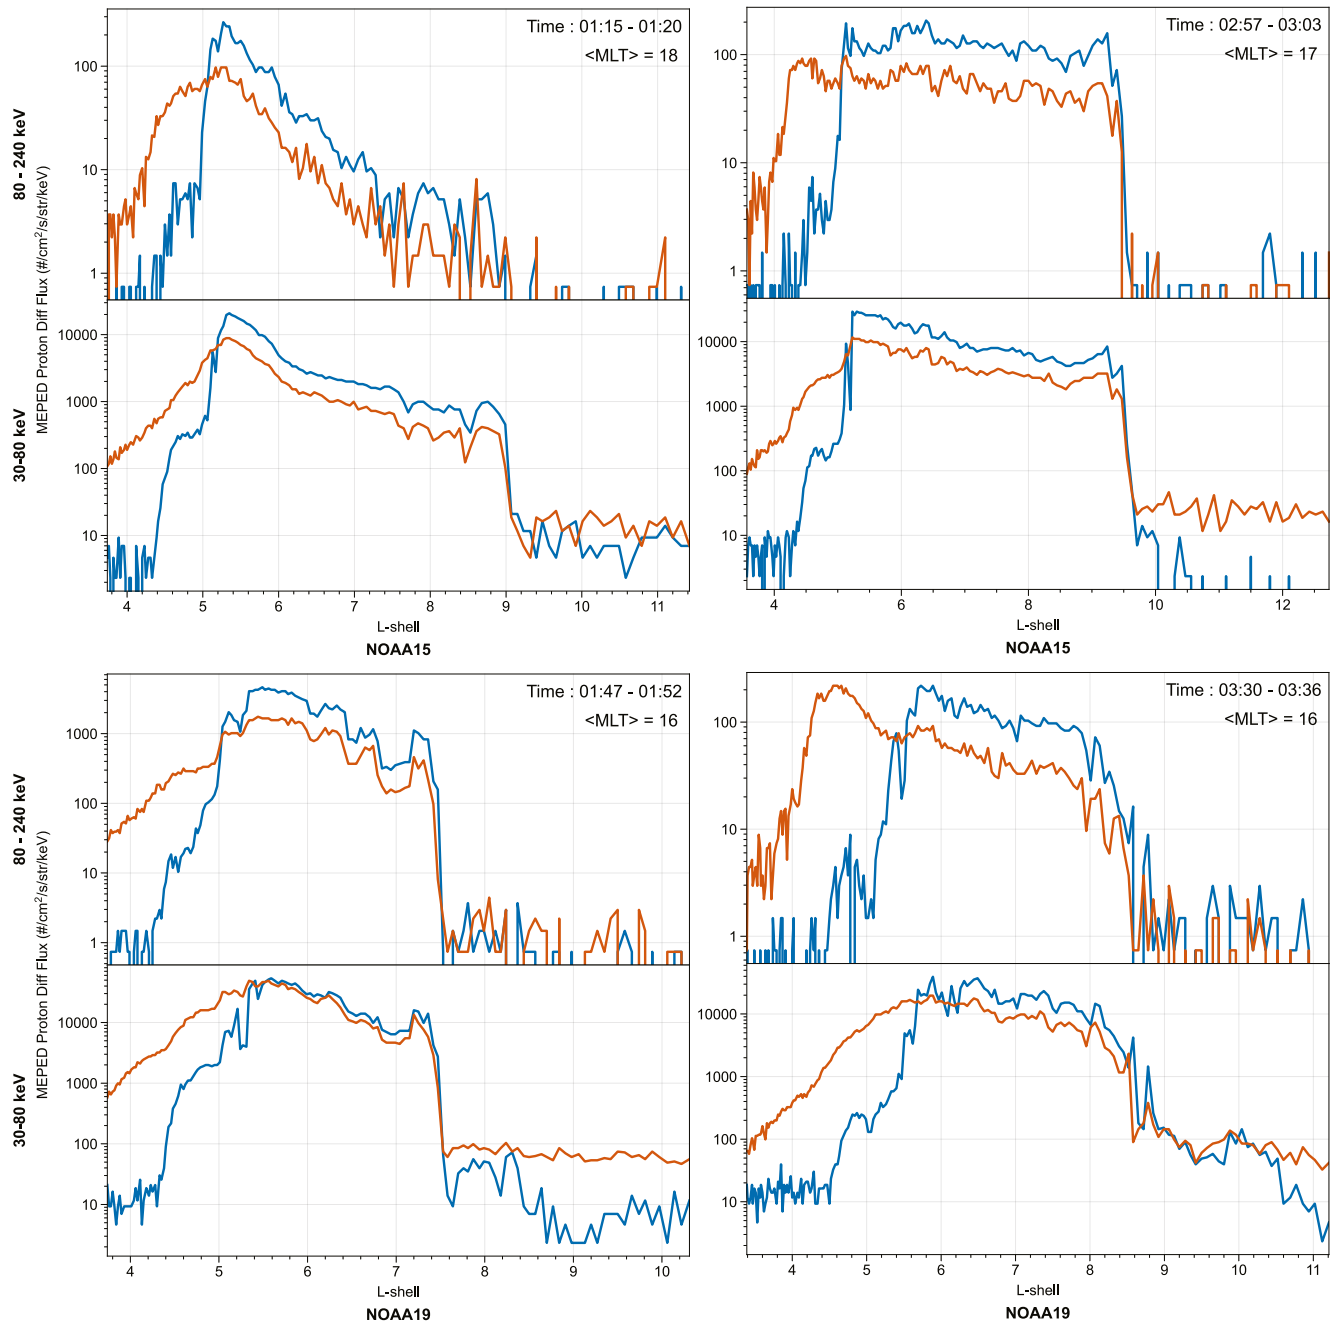 Time : 01:15 - 01:20
<MLT> = 18
100
10
1
80 - 240 keV
10000
1000
100
10
30-80 keV
MEPED Proton Diff Flux (#/cm²/s/str/keV)
4 5 6 7 8 9 10 11
L-shell
NOAA15
Time : 02:57 - 03:03
<MLT> = 17
100
10
1
10000
1000
100
10
4 6 8 10 12
L-shell
NOAA15
Time : 01:47 - 01:52
<MLT> = 16
1000
100
10
1
80 - 240 keV
10000
1000
100
10
30-80 keV
MEPED Proton Diff Flux (#/cm²/s/str/keV)
4 5 6 7 8 9 10
L-shell
NOAA19
Time : 03:30 - 03:36
<MLT> = 16
100
10
1
10000
1000
100
10
4 5 6 7 8 9 10 11
L-shell
NOAA19